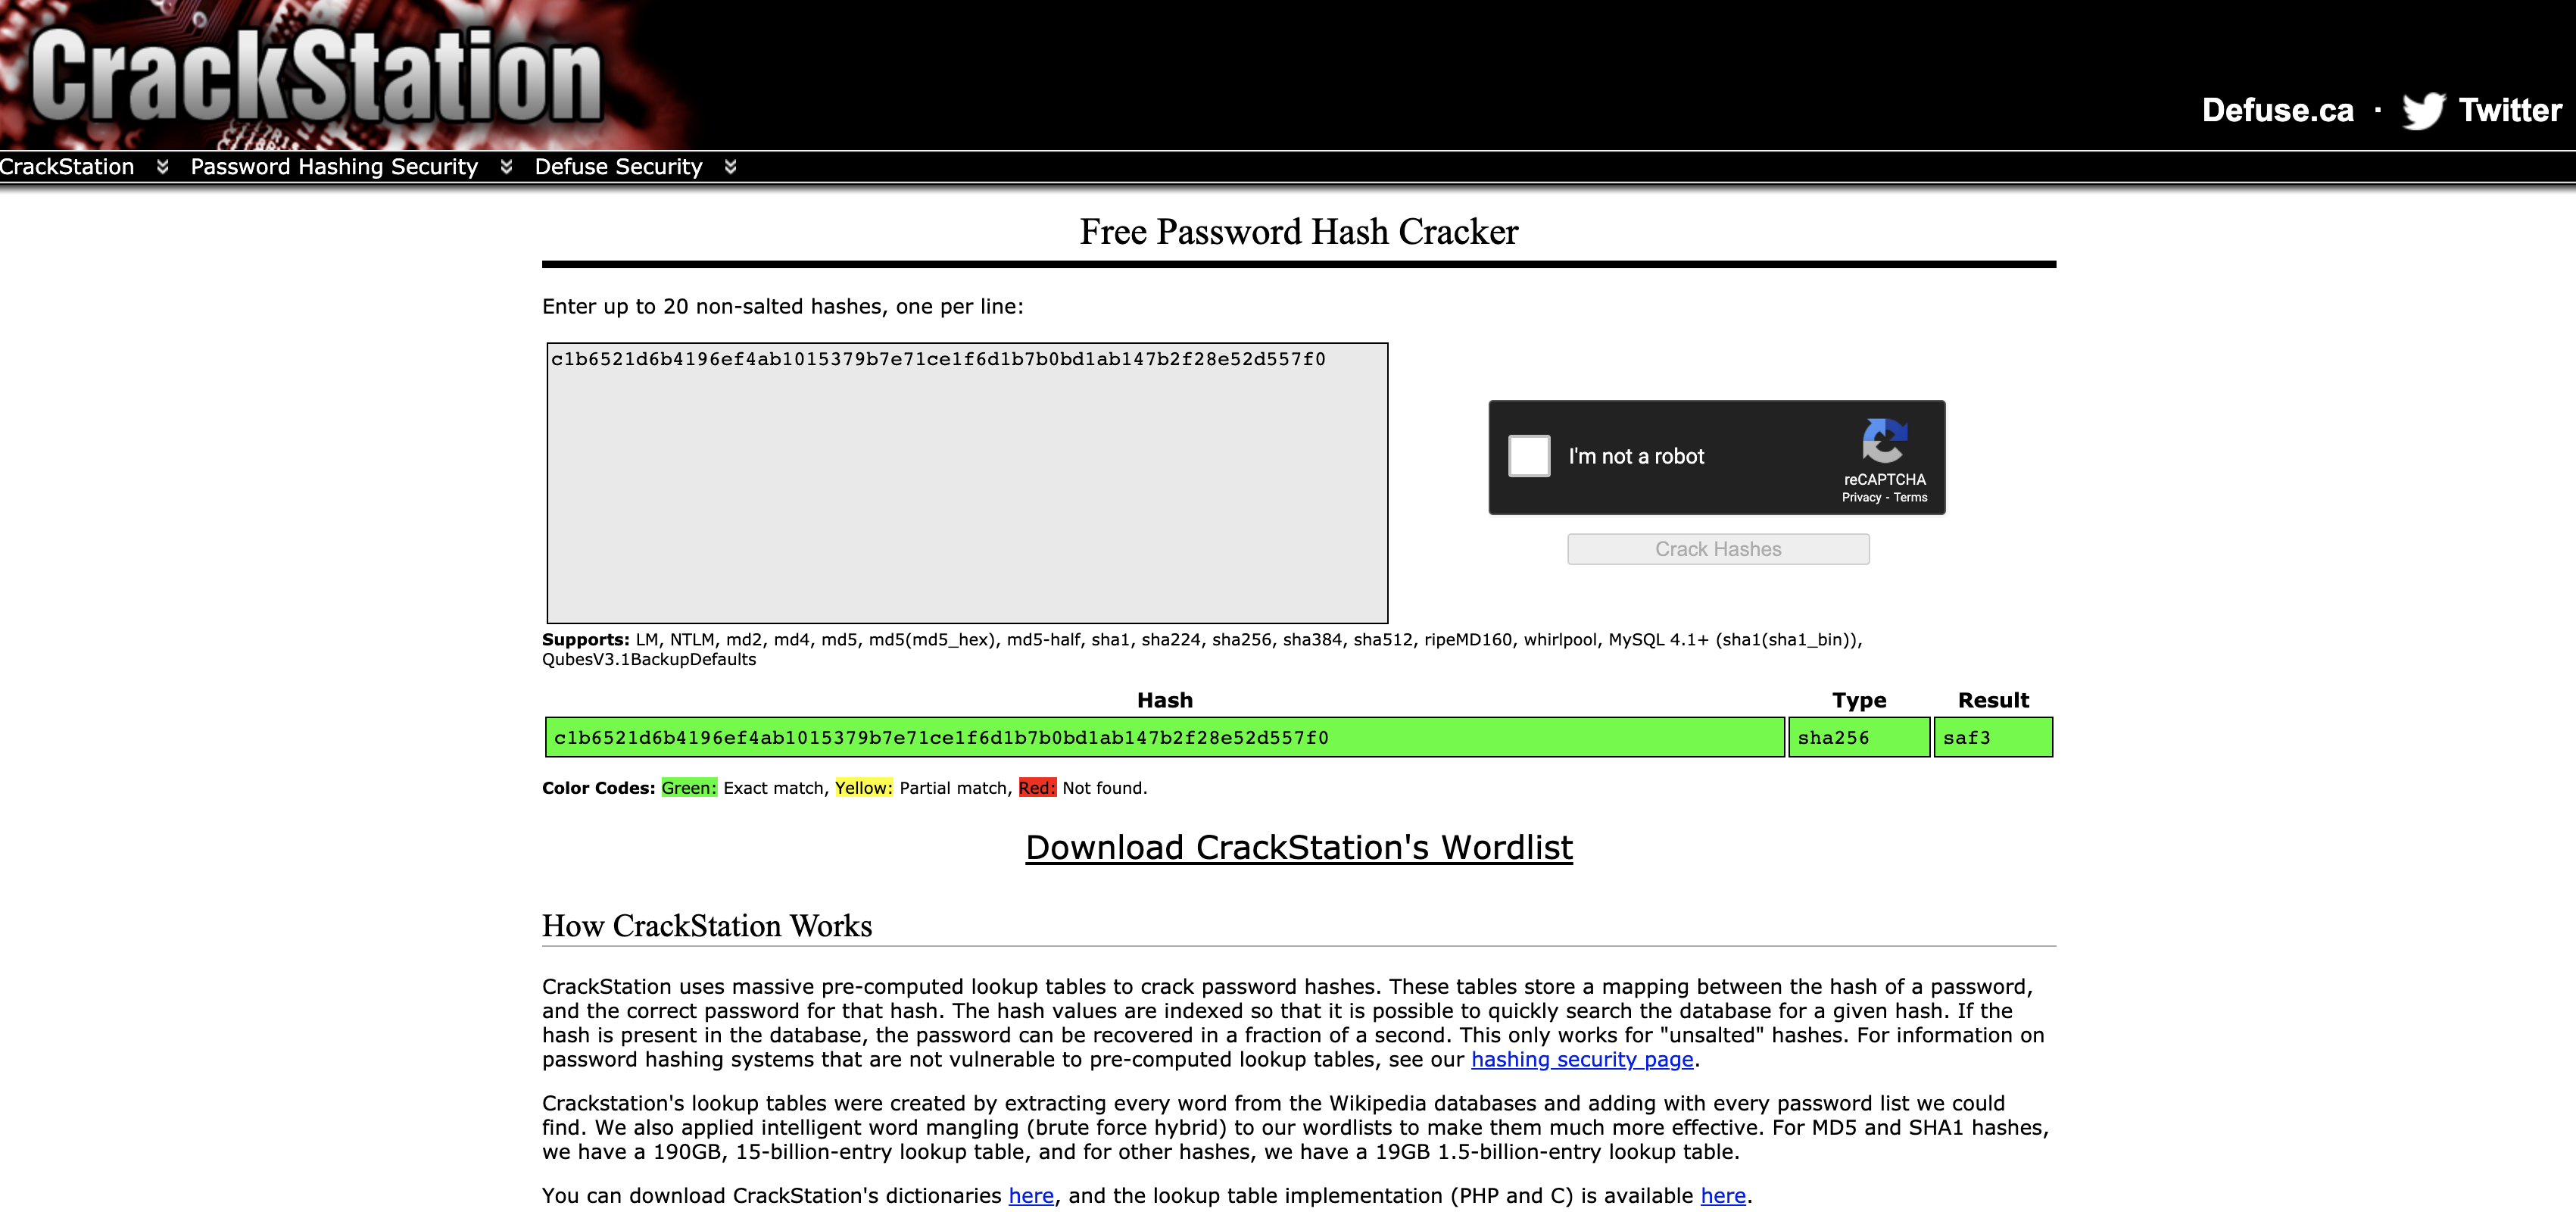 CrackStation
Defuse.ca · Twitter
CrackStation Password Hashing Security Defuse Security
Free Password Hash Cracker
Enter up to 20 non-salted hashes, one per line:
c1b6521d6b4196ef4ab1015379b7e71ce1f6d1b7b0bd1ab147b2f28e52d557f0
I'm not a robot
reCAPTCHA
Privacy - Terms
Crack Hashes
Supports: LM, NTLM, md2, md4, md5, md5(md5_hex), md5-half, sha1, sha224, sha256, sha384, sha512, ripeMD160, whirlpool, MySQL 4.1+ (sha1(sha1_bin)),
QubesV3.1BackupDefaults
Hash Type Result
c1b6521d6b4196ef4ab1015379b7e71ce1f6d1b7b0bd1ab147b2f28e52d557f0 sha256 saf3
Color Codes: Green: Exact match, Yellow: Partial match, Red: Not found.
Download CrackStation's Wordlist
How CrackStation Works
CrackStation uses massive pre-computed lookup tables to crack password hashes. These tables store a mapping between the hash of a password,
and the correct password for that hash. The hash values are indexed so that it is possible to quickly search the database for a given hash. If the
hash is present in the database, the password can be recovered in a fraction of a second. This only works for "unsalted" hashes. For information on
password hashing systems that are not vulnerable to pre-computed lookup tables, see our hashing security page.
Crackstation's lookup tables were created by extracting every word from the Wikipedia databases and adding with every password list we could
find. We also applied intelligent word mangling (brute force hybrid) to our wordlists to make them much more effective. For MD5 and SHA1 hashes,
we have a 190GB, 15-billion-entry lookup table, and for other hashes, we have a 19GB 1.5-billion-entry lookup table.
You can download CrackStation's dictionaries here, and the lookup table implementation (PHP and C) is available here.